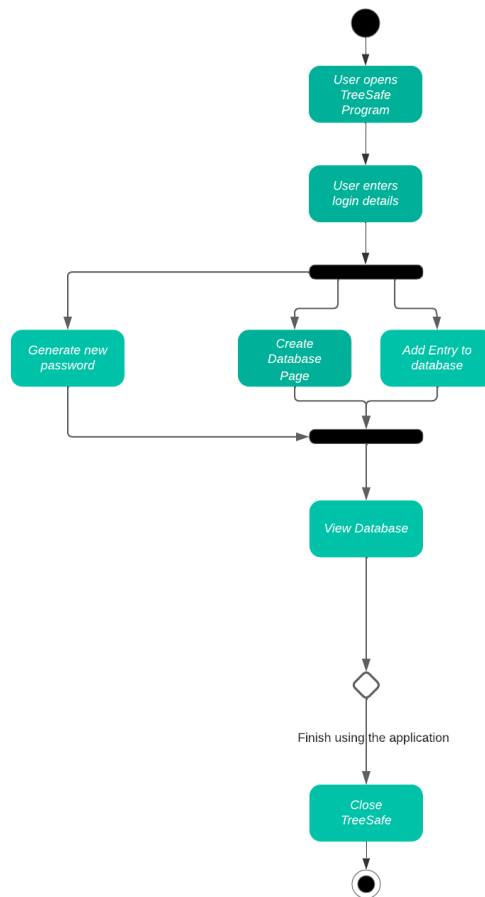 User opens
TreeSafe
Program
User enters
login details
Generate new
password
Create
Database
Page
Add Entry to
database
View Database
Finish using the application
Close
TreeSafe